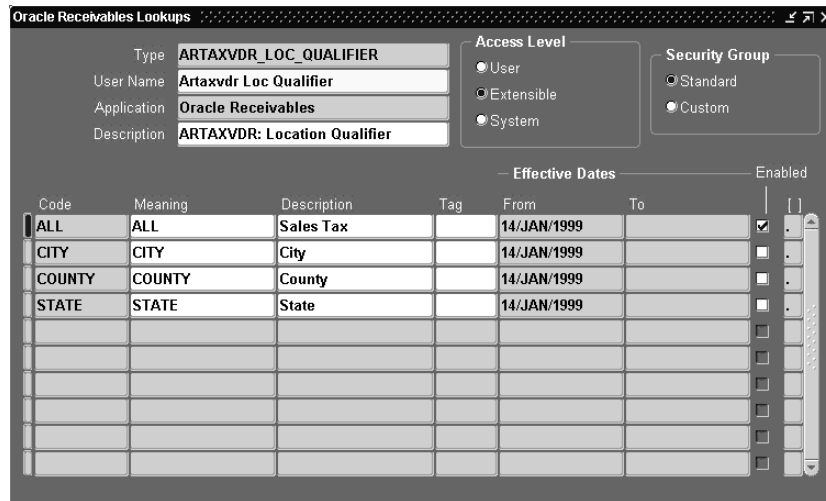 Oracle Receivables Lookups
Type ARTAXVDR_LOC_QUALIFIER
User Name Artaxvdr Loc Qualifier
Application Oracle Receivables
Description ARTAXVDR: Location Qualifier
Access Level
User
Extensible
System
Security Group
Standard
Custom
Effective Dates Enabled
Code Meaning Description Tag From To [ ]
ALL ALL Sales Tax 14/JAN/1999 .
CITY CITY City 14/JAN/1999 .
COUNTY COUNTY County 14/JAN/1999 .
STATE STATE State 14/JAN/1999 .